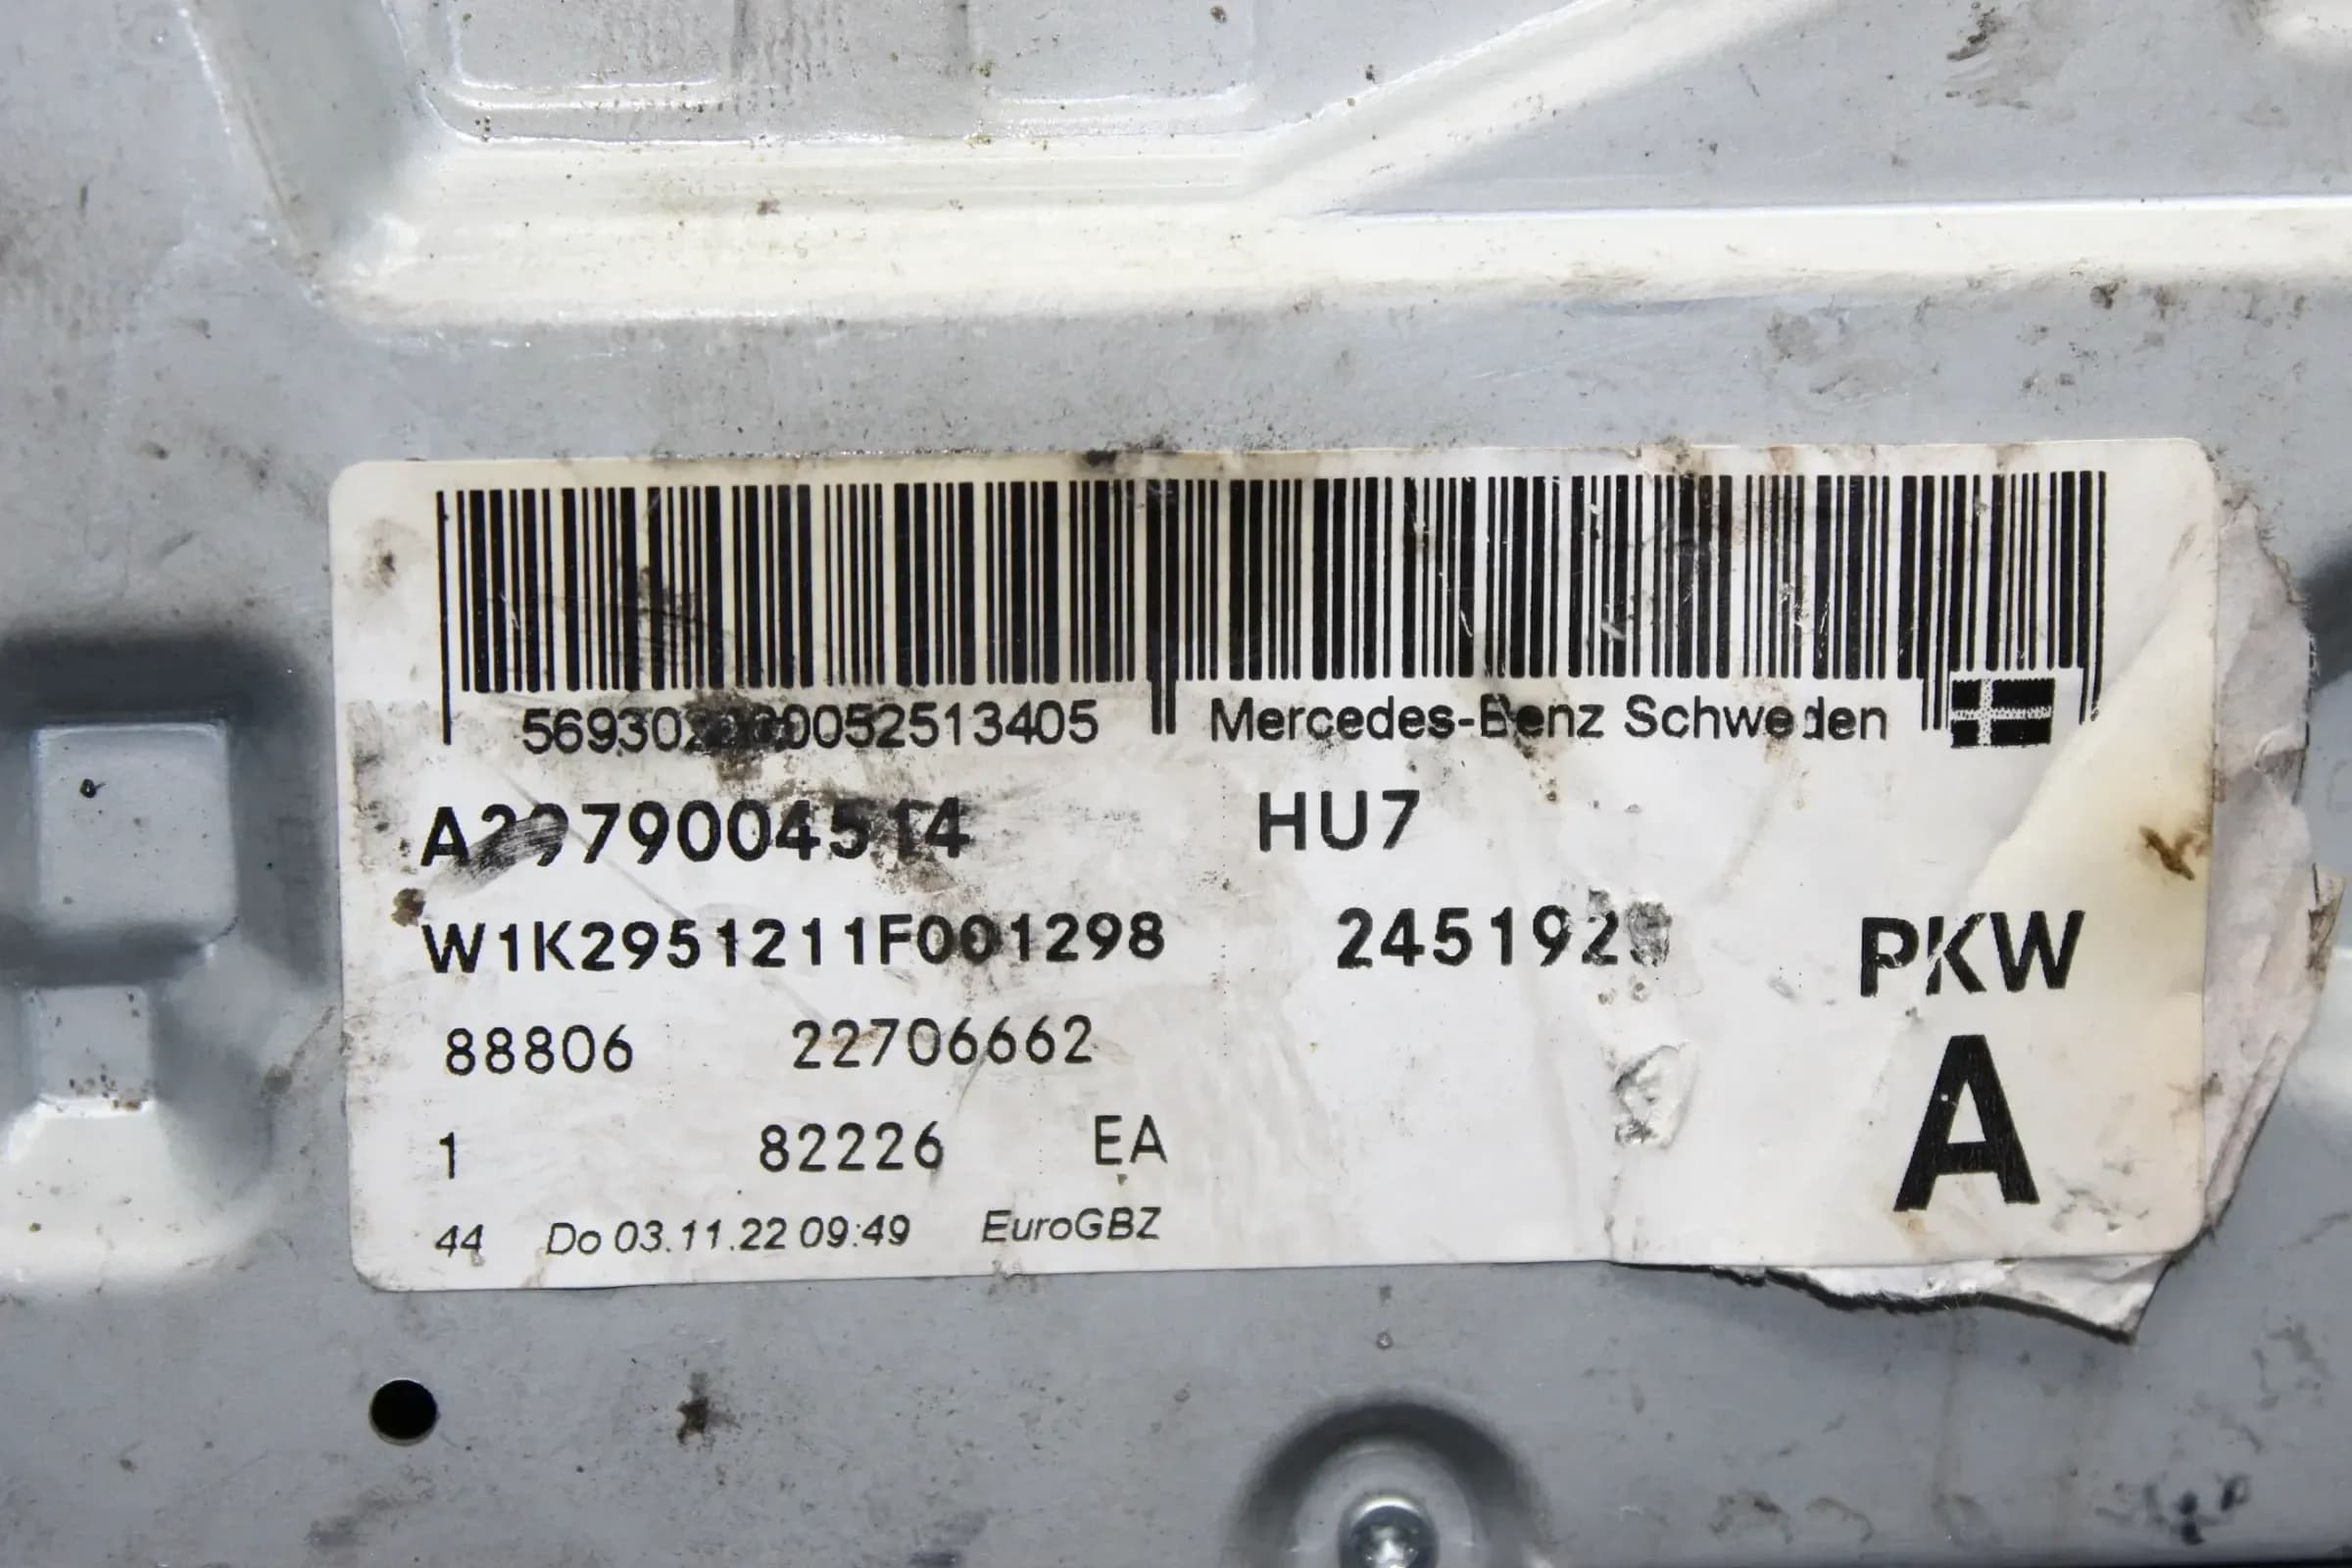 Mercedes-Benz Schweden
HU7
W1K2951211F001298
PKW
88806 22706662
A
1 82226 EA
44 Do 03.11.22 09:49 EuroGBZ